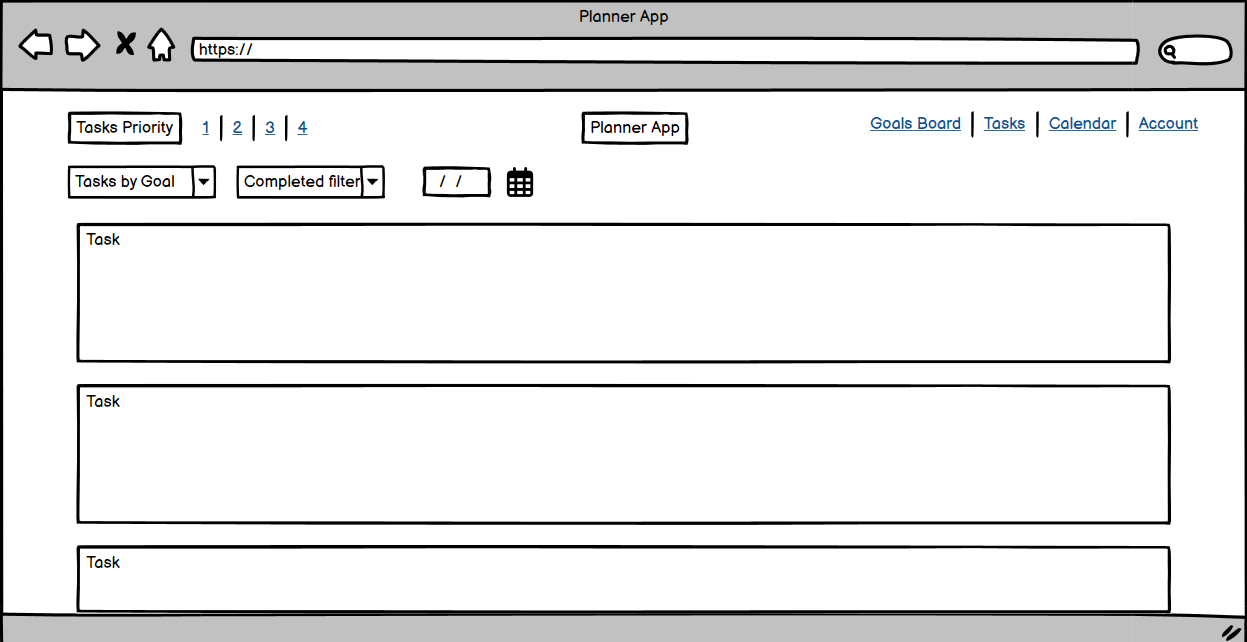 Planner App
https://
Tasks Priority 1 2 3 4 Planner App Goals Board Tasks Calendar Account
Tasks by Goal Completed filter / /
Task
Task
Task